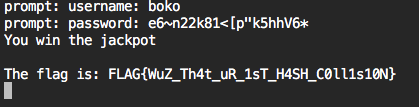 prompt: username: boko
prompt: password: e6~n22k81<[p"k5hhV6*
You win the jackpot
The flag is: FLAG{WuZ_Th4t_uR_1sT_H4SH_C0ll1s10N}